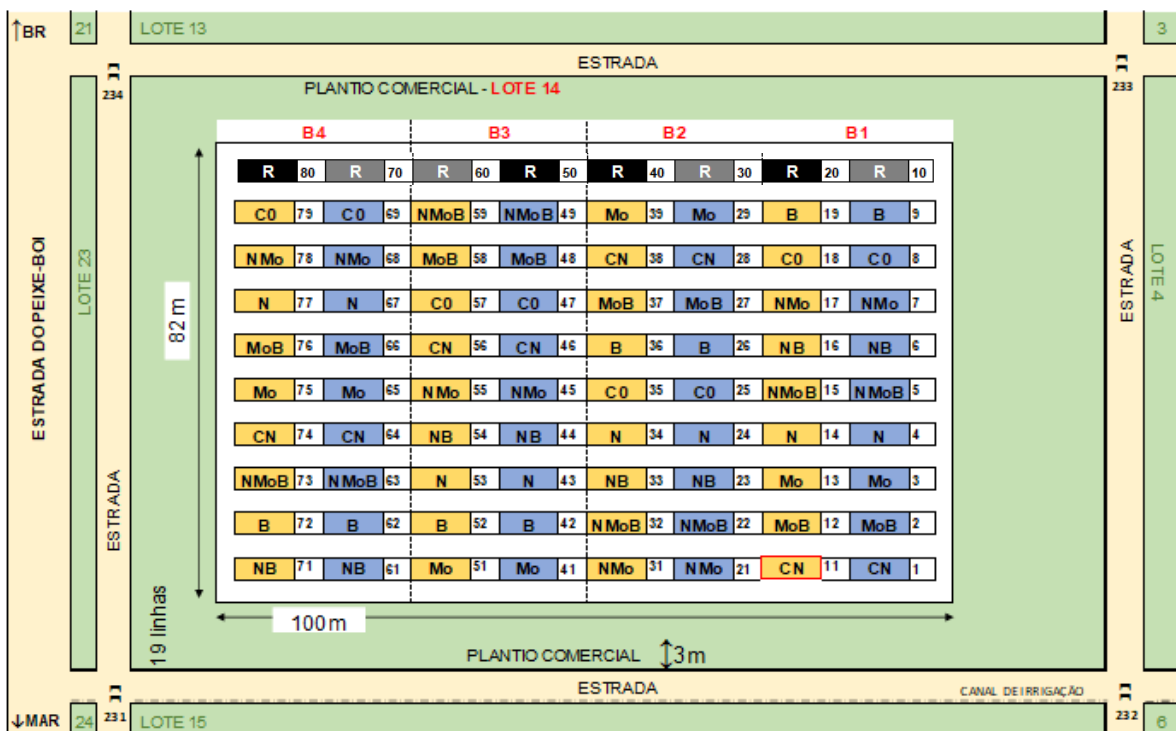 ↑BR
21
LOTE 13
3
ESTRADA
234
233
PLANTIO COMERCIAL - LOTE 14
B4 B3 B2 B1
R 80 R 70 R 60 R 50 R 40 R 30 R 20 R 10
C0 79 C0 69 NMoB 59 NMoB 49 Mo 39 Mo 29 B 19 B 9
NMo 78 NMo 68 MoB 58 MoB 48 CN 38 CN 28 C0 18 C0 8
N 77 N 67 C0 57 C0 47 MoB 37 MoB 27 NMo 17 NMo 7
MoB 76 MoB 66 CN 56 CN 46 B 36 B 26 NB 16 NB 6
Mo 75 Mo 65 NMo 55 NMo 45 C0 35 C0 25 NMoB 15 NMoB 5
CN 74 CN 64 NB 54 NB 44 N 34 N 24 N 14 N 4
NMoB 73 NMoB 63 N 53 N 43 NB 33 NB 23 Mo 13 Mo 3
B 72 B 62 B 52 B 42 NMoB 32 NMoB 22 MoB 12 MoB 2
NB 71 NB 61 Mo 51 Mo 41 NMo 31 NMo 21 CN 11 CN 1
ESTRADA DO PEIXE-BOI
LOTE 23
ESTRADA
82 m
19 linhas
100 m
ESTRADA
LOTE 4
PLANTIO COMERCIAL ↕3m
ESTRADA
CANAL DE IRRIGAÇÃO
↓MAR
24
231
LOTE 15
232
6